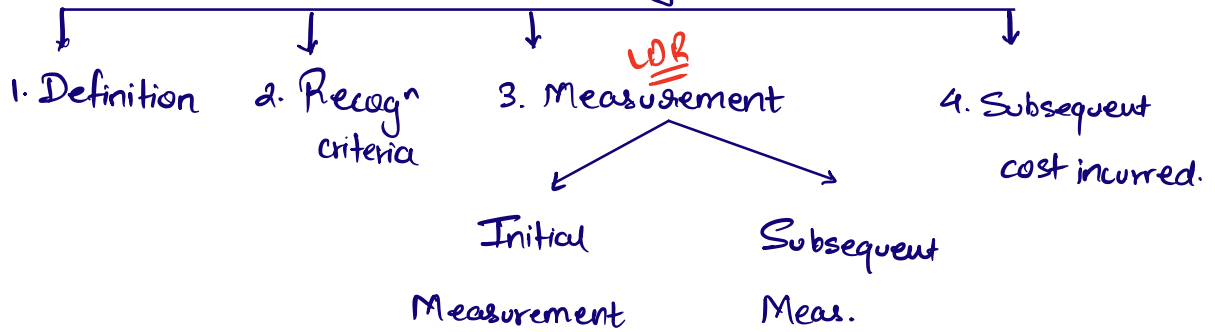 LDR
1. Definition 2. Recogⁿ criteria 3. Measurement 4. Subsequent cost incurred.
Initial Measurement Subsequent Meas.